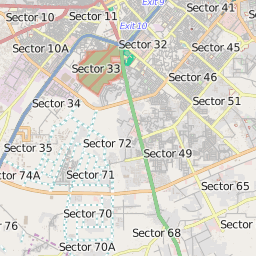 Sector 10
Sector 11
Exit 9
Sector 41
Exit 10
Sector 10A
Sector 32
Sector 45
Sector 33
Sector 46
Sector 34
Sector 51
Sector 35
Sector 72
Sector 49
74A
Sector 71
Sector 65
76
Sector 70
Sector 68
Sector 70A